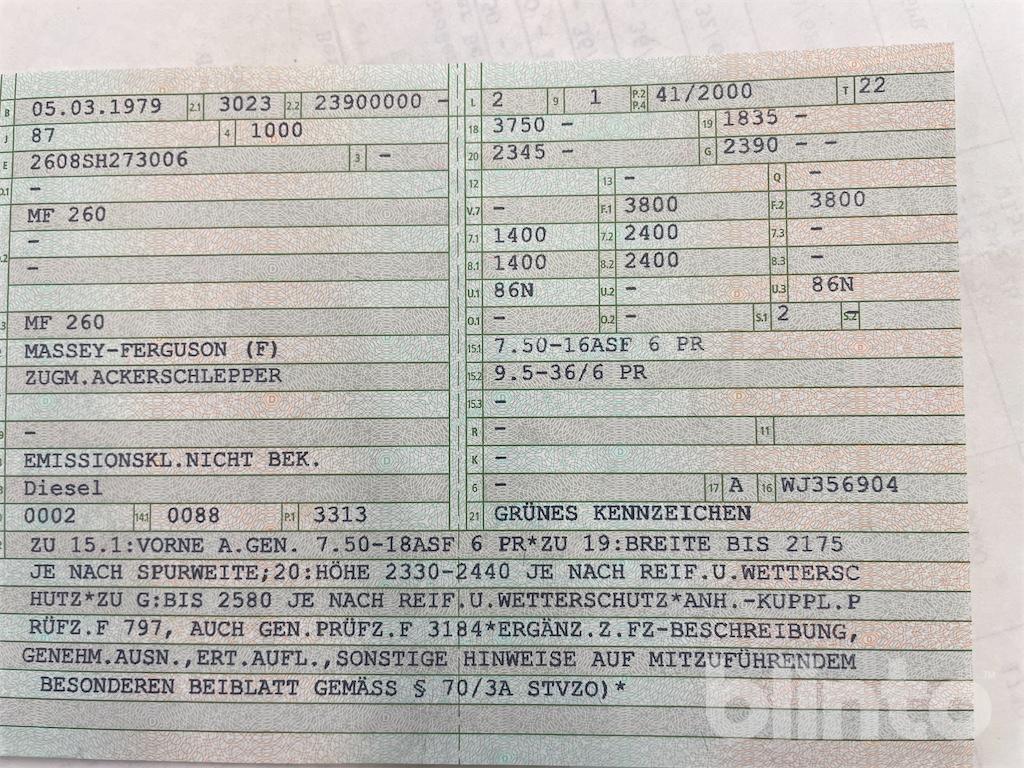 B 05.03.1979 2.1 3023 2.2 23900000 -
J 87 4 1000
E 2608SH273006 3 -
D.1 -
MF 260
-
-
MF 260
MASSEY-FERGUSON (F)
ZUGM.ACKERSCHLEPPER
-
EMISSIONSKL.NICHT BEK.
Diesel
0002 14.1 0088 P.1 3313
L 2 9 1 P.2 P.4 41/2000 T 22
18 3750 - 19 1835 -
20 2345 - G 2390 - -
12 13 - Q -
V.7 - F.1 3800 F.2 3800
7.1 1400 7.2 2400 7.3 -
8.1 1400 8.2 2400 8.3 -
U.1 86N U.2 - U.3 86N
O.1 - O.2 - S.1 2 S.2 -
15.1 7.50-16ASF 6 PR
15.2 9.5-36/6 PR
15.3 -
R - 11
K -
6 - 17 A 16 WJ356904
21 GRÜNES KENNZEICHEN
ZU 15.1:VORNE A.GEN. 7.50-18ASF 6 PR*ZU 19:BREITE BIS 2175
JE NACH SPURWEITE;20:HÖHE 2330-2440 JE NACH REIF.U.WETTERSC
HUTZ*ZU G:BIS 2580 JE NACH REIF.U.WETTERSCHUTZ*ANH.-KUPPL.P
RÜFZ.F 797, AUCH GEN.PRÜFZ.F 3184*ERGÄNZ.Z.FZ-BESCHREIBUNG,
GENEHM.AUSN.,ERT.AUFL.,SONSTIGE HINWEISE AUF MITZUFÜHRENDEM
BESONDEREN BEIBLATT GEMÄSS § 70/3A STVZO)*
blinto™